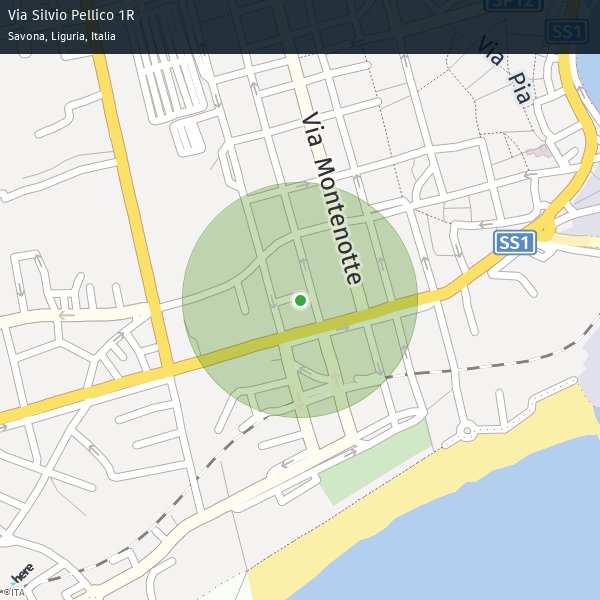 Via Silvio Pellico 1R
Savona, Liguria, Italia
SP12
SS1
Via Pia
Via Montenotte
SS1
here
©ITA